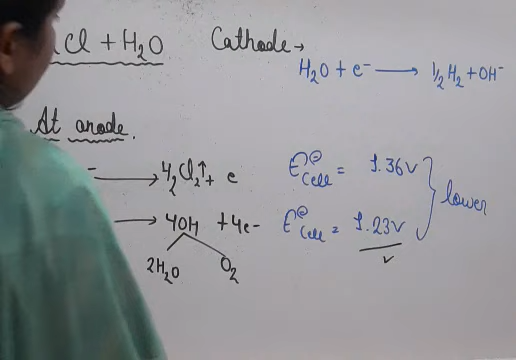 Cl + H₂O
Cathode →
H₂O + e⁻ ⟶ ½H₂ + OH⁻
At anode.
⁻ ⟶ ½Cl₂↑ + e E°Cell = 1.36V
⟶ 4OH + 4e- E°Cell = 1.23V
} lower
2H₂O O₂
✓